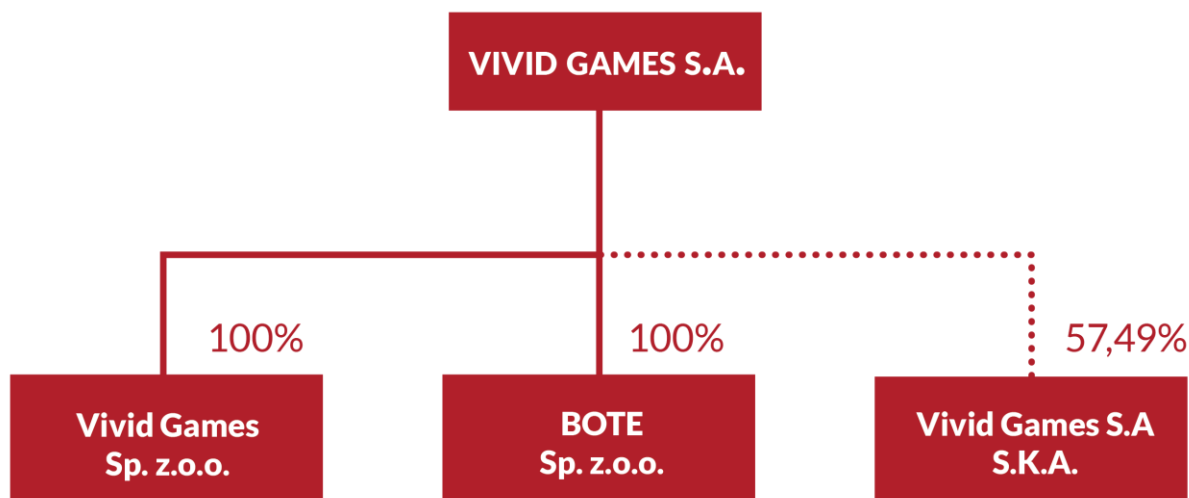 VIVID GAMES S.A.
100%
100%
57,49%
Vivid Games
Sp. z.o.o.
BOTE
Sp. z.o.o.
Vivid Games S.A
S.K.A.